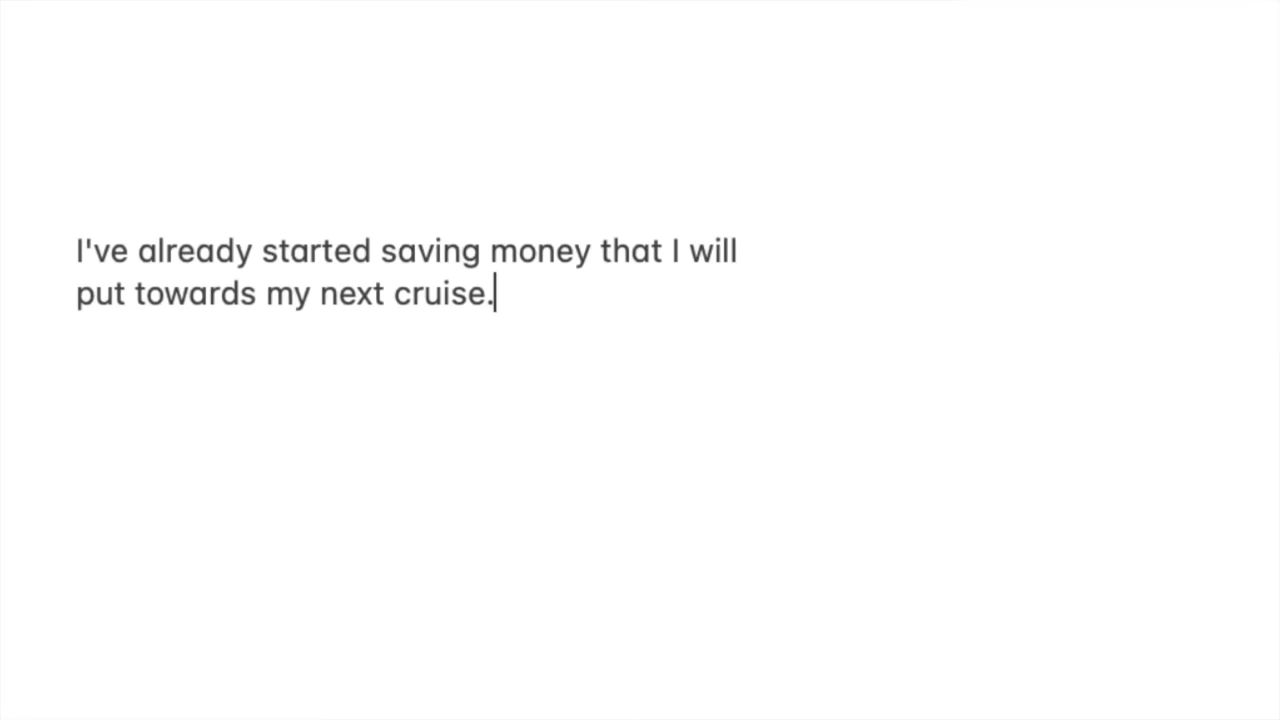 I've already started saving money that I will
put towards my next cruise.